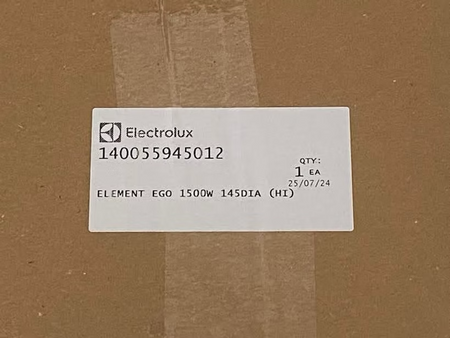 Electrolux
140055945012
QTY:
1 EA
25/07/24
ELEMENT EGO 1500W 145DIA (HI)